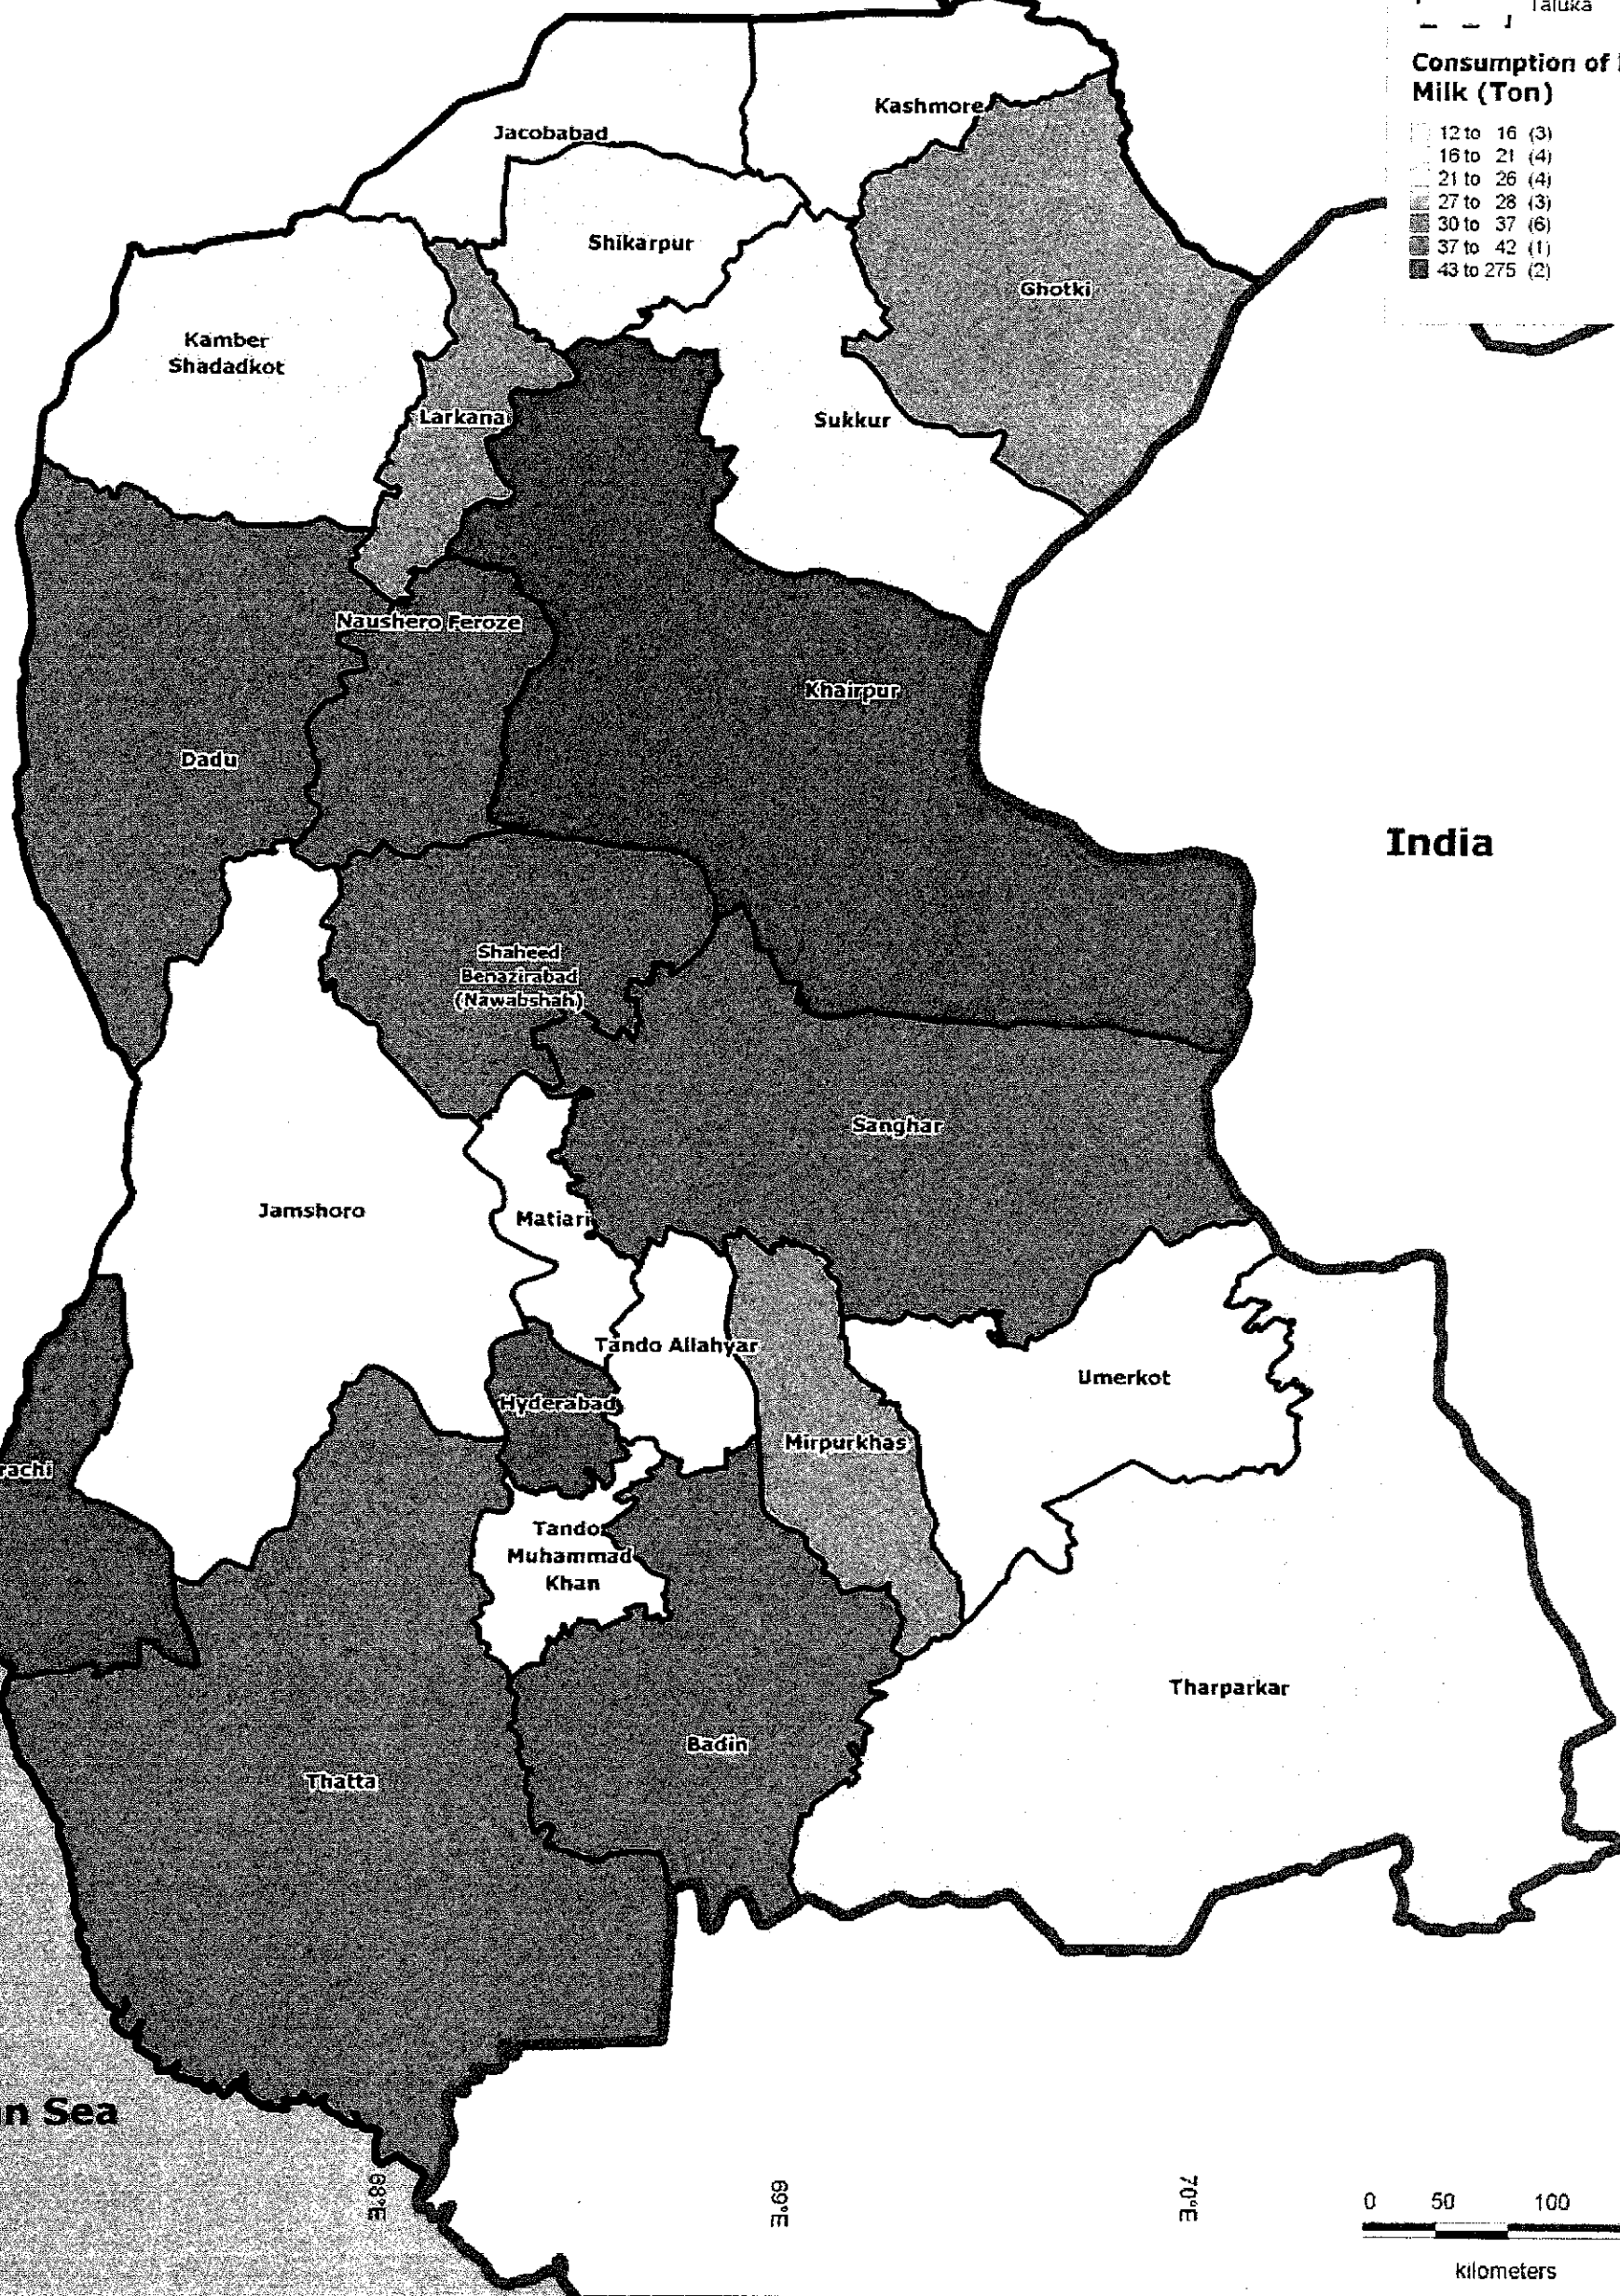 Taluka
Consumption of
Milk (Ton)
12 to 16 (3)
16 to 21 (4)
21 to 26 (4)
27 to 28 (3)
30 to 37 (6)
37 to 42 (1)
43 to 275 (2)
Kashmore
Jacobabad
Shikarpur
Ghotki
Kamber
Shadadkot
Larkana
Sukkur
Naushero Feroze
Khairpur
Dadu
India
Shaheed
Benazirabad
(Nawabshah)
Sanghar
Jamshoro
Matiari
Tando Allahyar
Umerkot
Hyderabad
Mirpurkhas
rachi
Tando
Muhammad
Khan
Tharparkar
Badin
Thatta
n Sea
68°E
69°E
70°E
0 50 100
kilometers